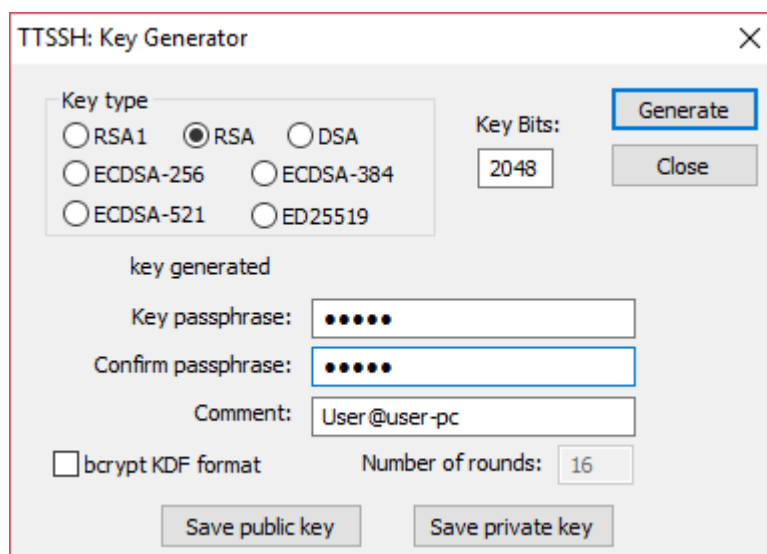 TTSSH: Key Generator
Key type
RSA1 RSA DSA
ECDSA-256 ECDSA-384
ECDSA-521 ED25519
Key Bits:
2048
Generate
Close
key generated
Key passphrase: •••••
Confirm passphrase: •••••
Comment: User@user-pc
bcrypt KDF format Number of rounds: 16
Save public key Save private key